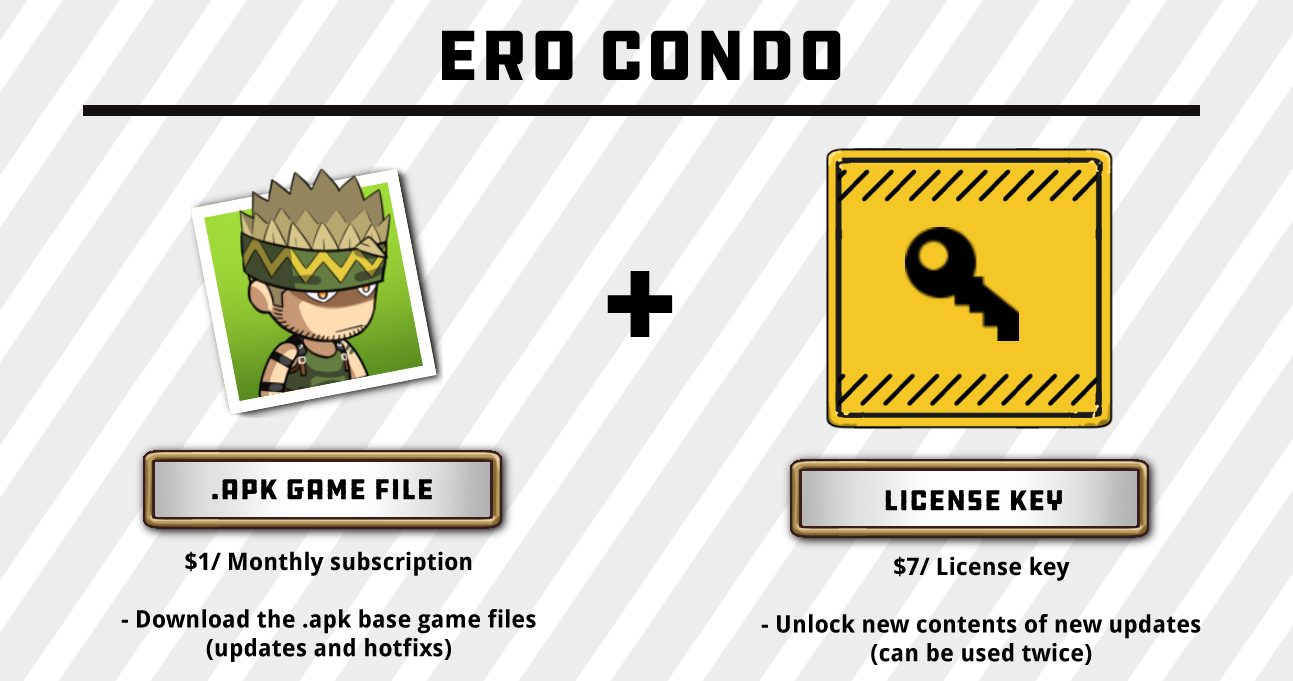 ERO CONDO
.APK GAME FILE
LICENSE KEY
$1/ Monthly subscription
$7/ License key
- Download the .apk base game files
(updates and hotfixs)
- Unlock new contents of new updates
(can be used twice)